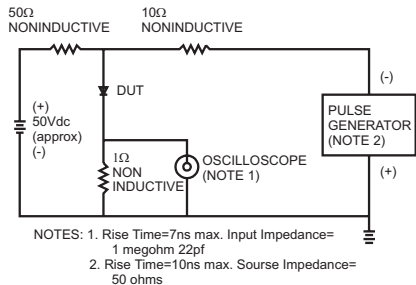 50Ω
NONINDUCTIVE
10Ω
NONINDUCTIVE
(+)
50Vdc
(approx)
(-)
DUT
1Ω
NON
INDUCTIVE
OSCILLOSCOPE
(NOTE 1)
(-)
PULSE
GENERATOR
(NOTE 2)
(+)
NOTES: 1. Rise Time=7ns max. Input Impedance=
1 megohm 22pf
2. Rise Time=10ns max. Sourse Impedance=
50 ohms